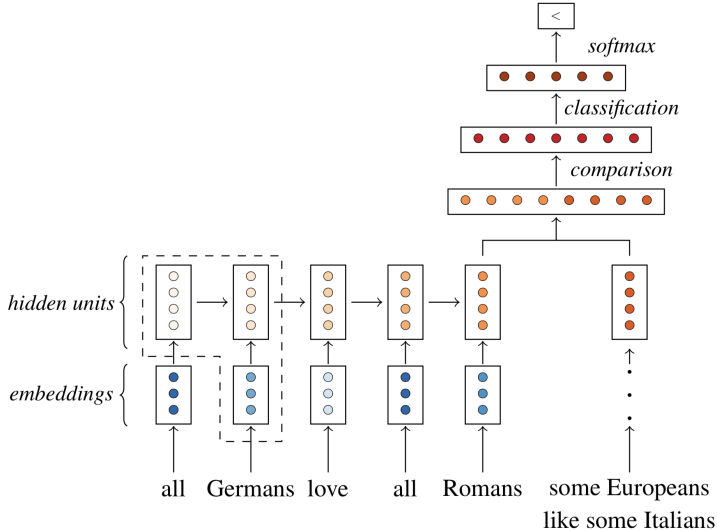 <
softmax
classification
comparison
hidden units
embeddings
all Germans love all Romans some Europeans
like some Italians